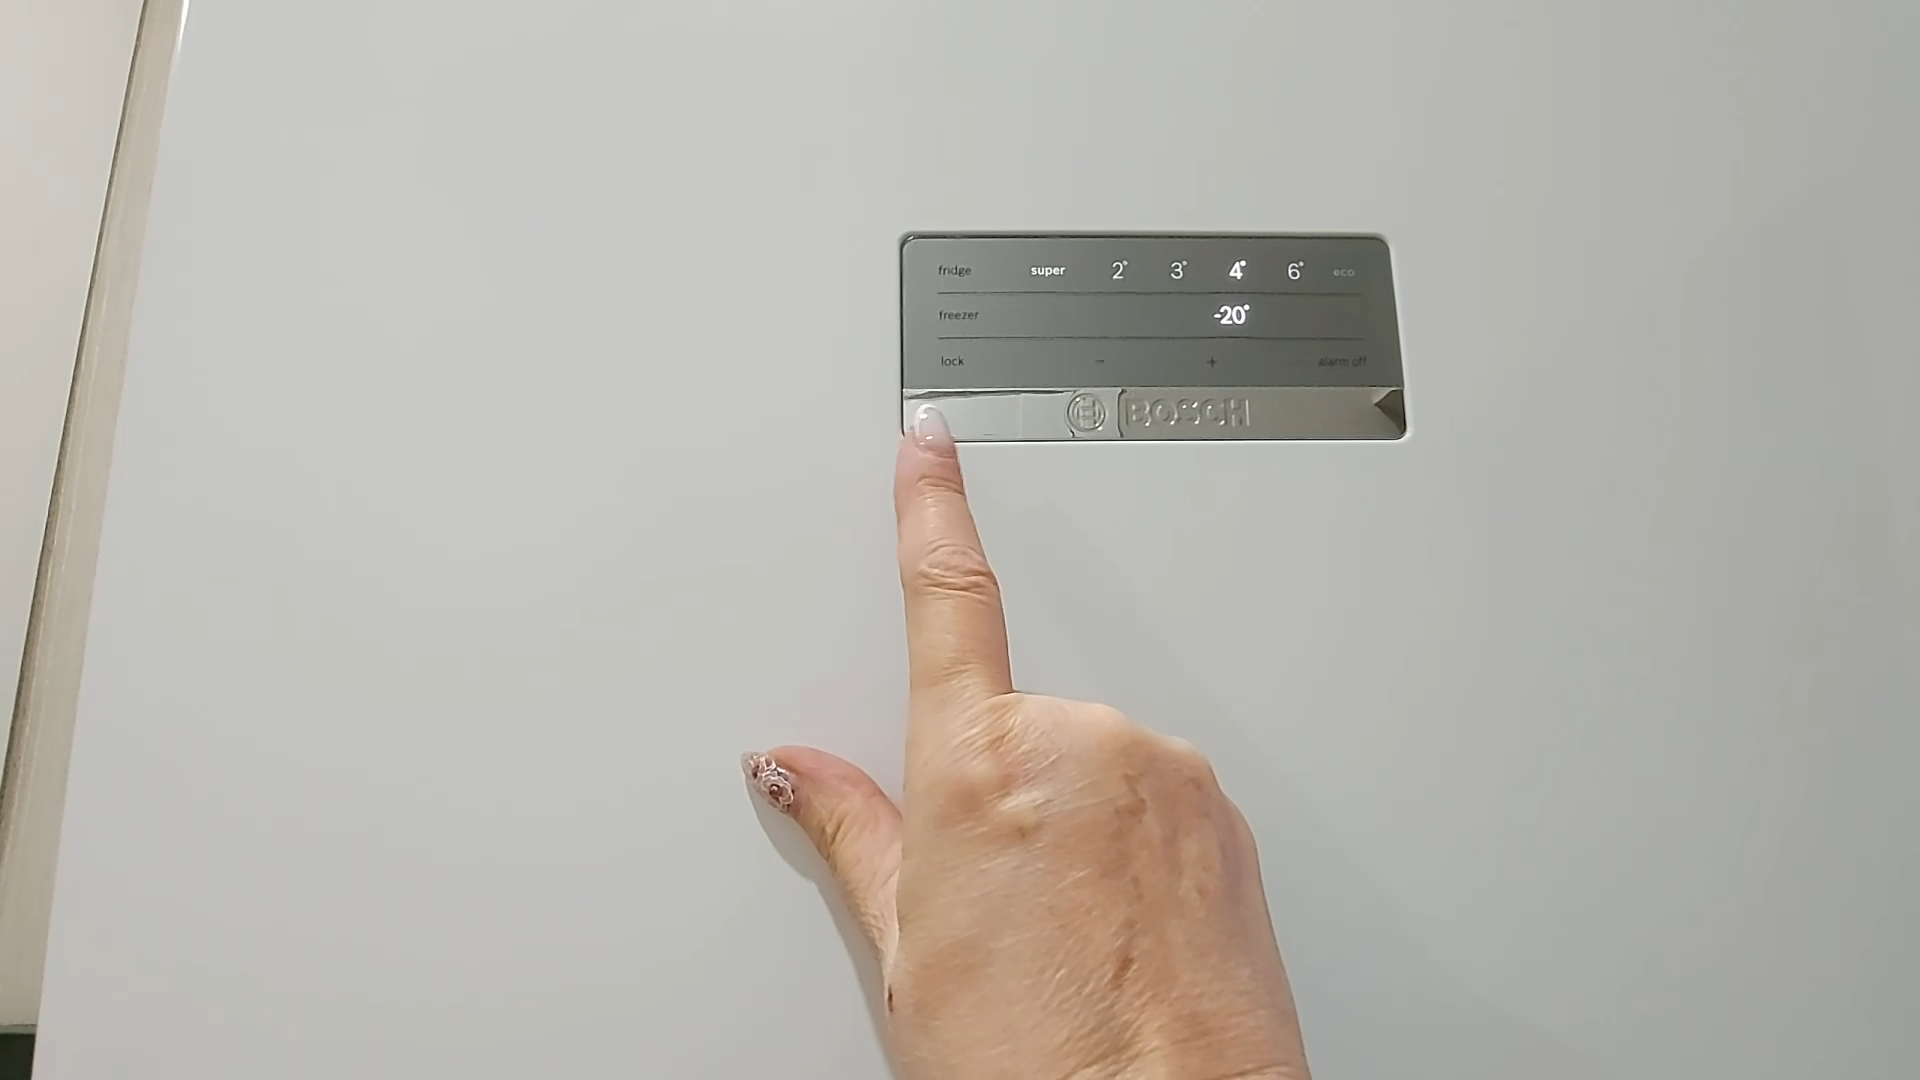 fridge super 2° 3° 4° 6° eco
freezer -20°
lock - + alarm off
BOSCH